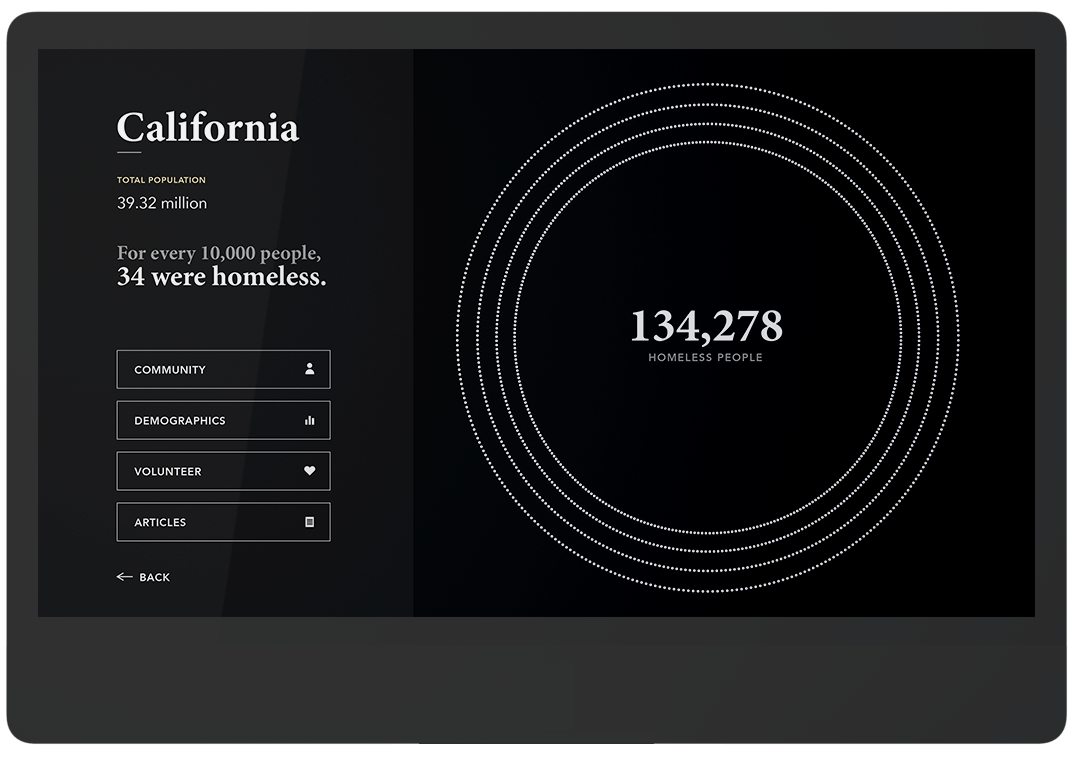 California
TOTAL POPULATION
39.32 million
For every 10,000 people,
34 were homeless.
COMMUNITY
DEMOGRAPHICS
VOLUNTEER
ARTICLES
BACK
134,278
HOMELESS PEOPLE